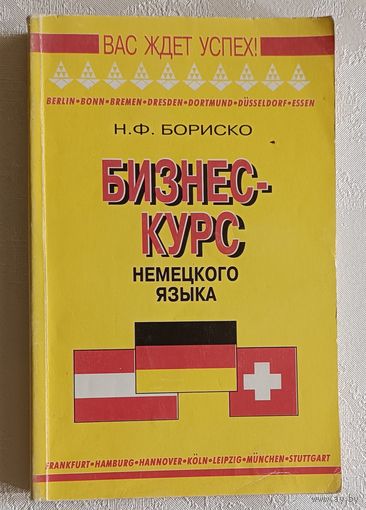 ВАС ЖДЕТ УСПЕХ!
BERLIN•BONN•BREMEN•DRESDEN•DORTMUND•DÜSSELDORF•ESSEN
Н.Ф. БОРИСКО
БИЗНЕС-
КУРС
НЕМЕЦКОГО
ЯЗЫКА
FRANKFURT•HAMBURG•HANNOVER•KÖLN•LEIPZIG•MÜNCHEN•STUTTGART